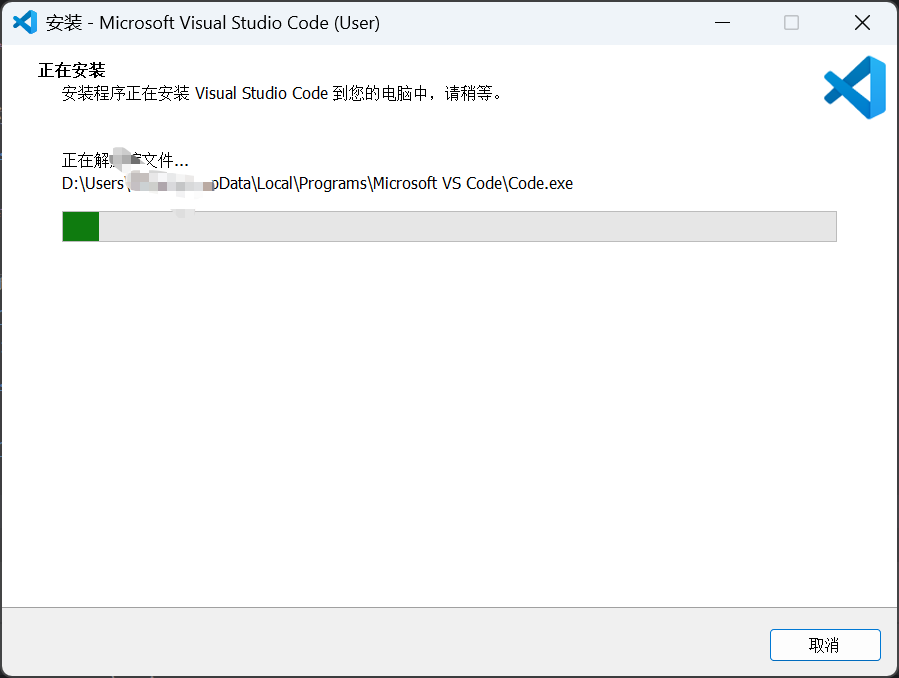 安装 - Microsoft Visual Studio Code (User)
正在安装
安装程序正在安装 Visual Studio Code 到您的电脑中，请稍等。
正在解 文件...
D:\Users\ pData\Local\Programs\Microsoft VS Code\Code.exe
取消